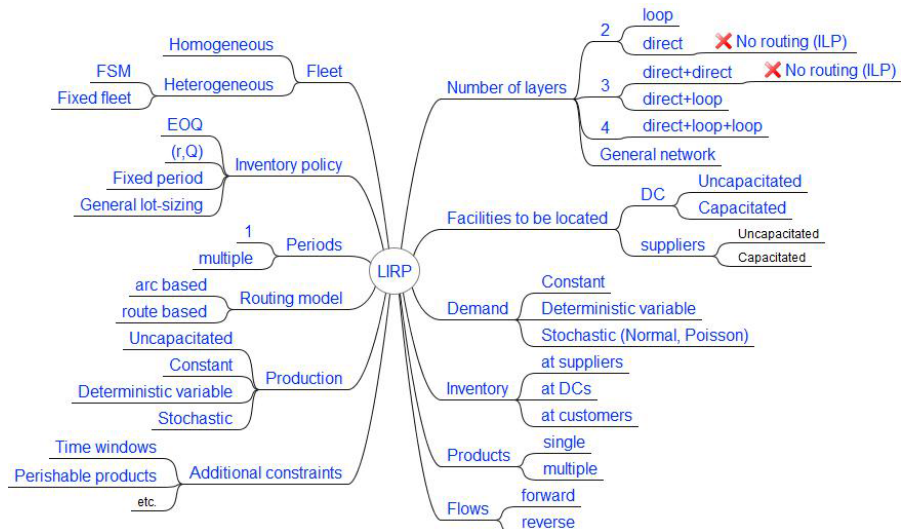 Homogeneous
FSM
Heterogeneous
Fixed fleet
Fleet
EOQ
(r,Q)
Fixed period
General lot-sizing
Inventory policy
1
multiple
Periods
arc based
route based
Routing model
Uncapacitated
Constant
Deterministic variable
Stochastic
Production
Time windows
Perishable products
etc.
Additional constraints
LIRP
Number of layers
2
loop
direct
❌ No routing (ILP)
3
direct+direct
❌ No routing (ILP)
direct+loop
4
direct+loop+loop
General network
Facilities to be located
DC
Uncapacitated
Capacitated
suppliers
Uncapacitated
Capacitated
Demand
Constant
Deterministic variable
Stochastic (Normal, Poisson)
Inventory
at suppliers
at DCs
at customers
Products
single
multiple
Flows
forward
reverse